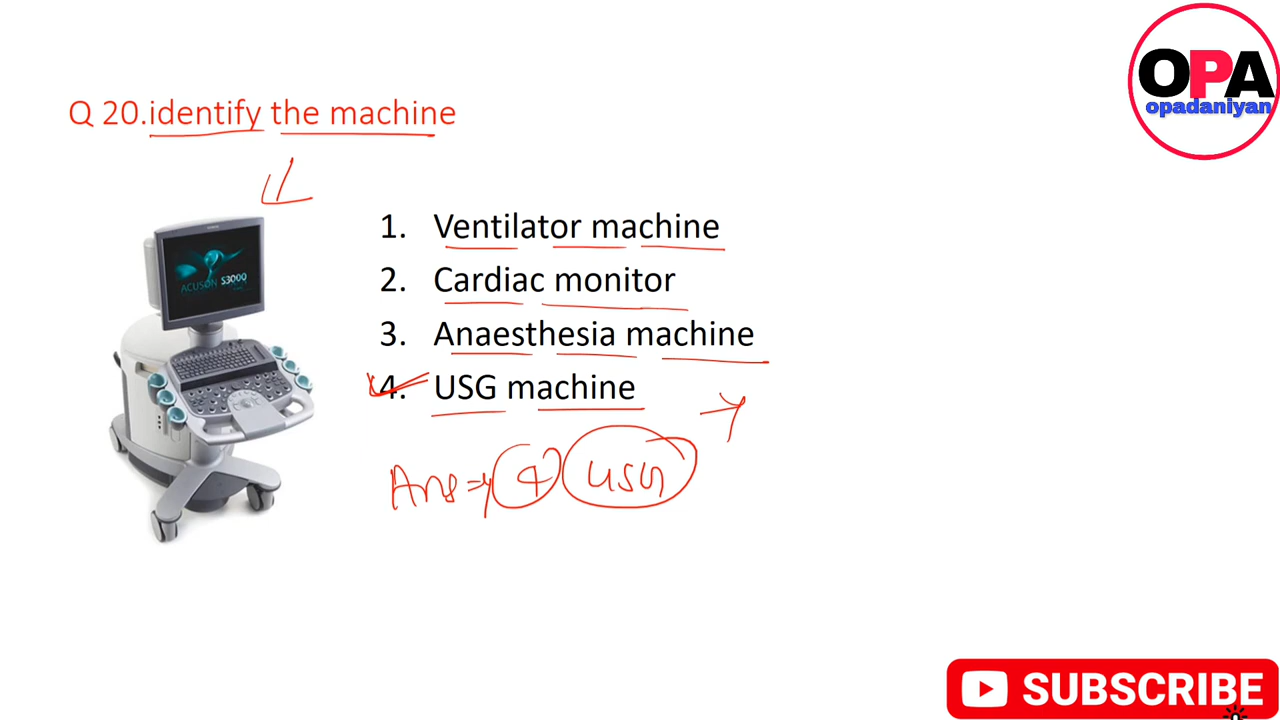 OPA
opadaniyan
Q 20.identify the machine
ACUSON S3000
1. Ventilator machine
2. Cardiac monitor
3. Anaesthesia machine
4. USG machine
Ans⇒ 4 USG
SUBSCRIBE